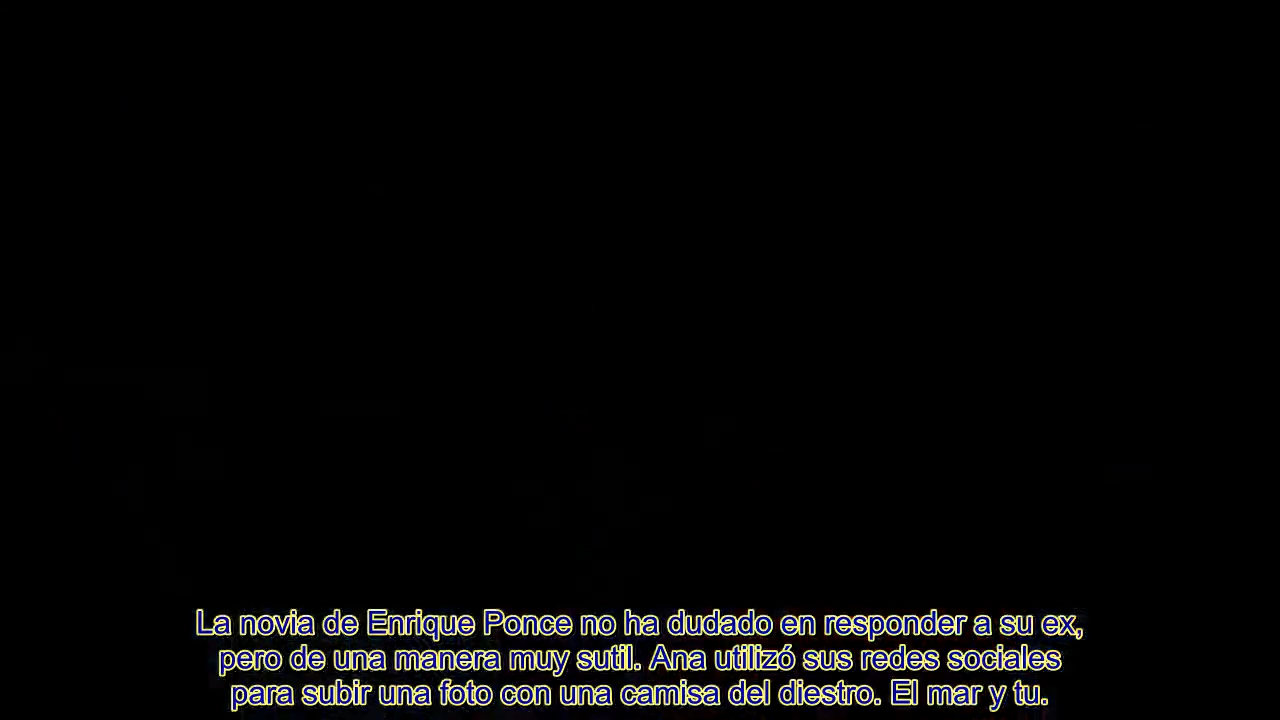 La novia de Enrique Ponce no ha dudado en responder a su ex,
pero de una manera muy sutil. Ana utilizó sus redes sociales
para subir una foto con una camisa del diestro. El mar y tu.